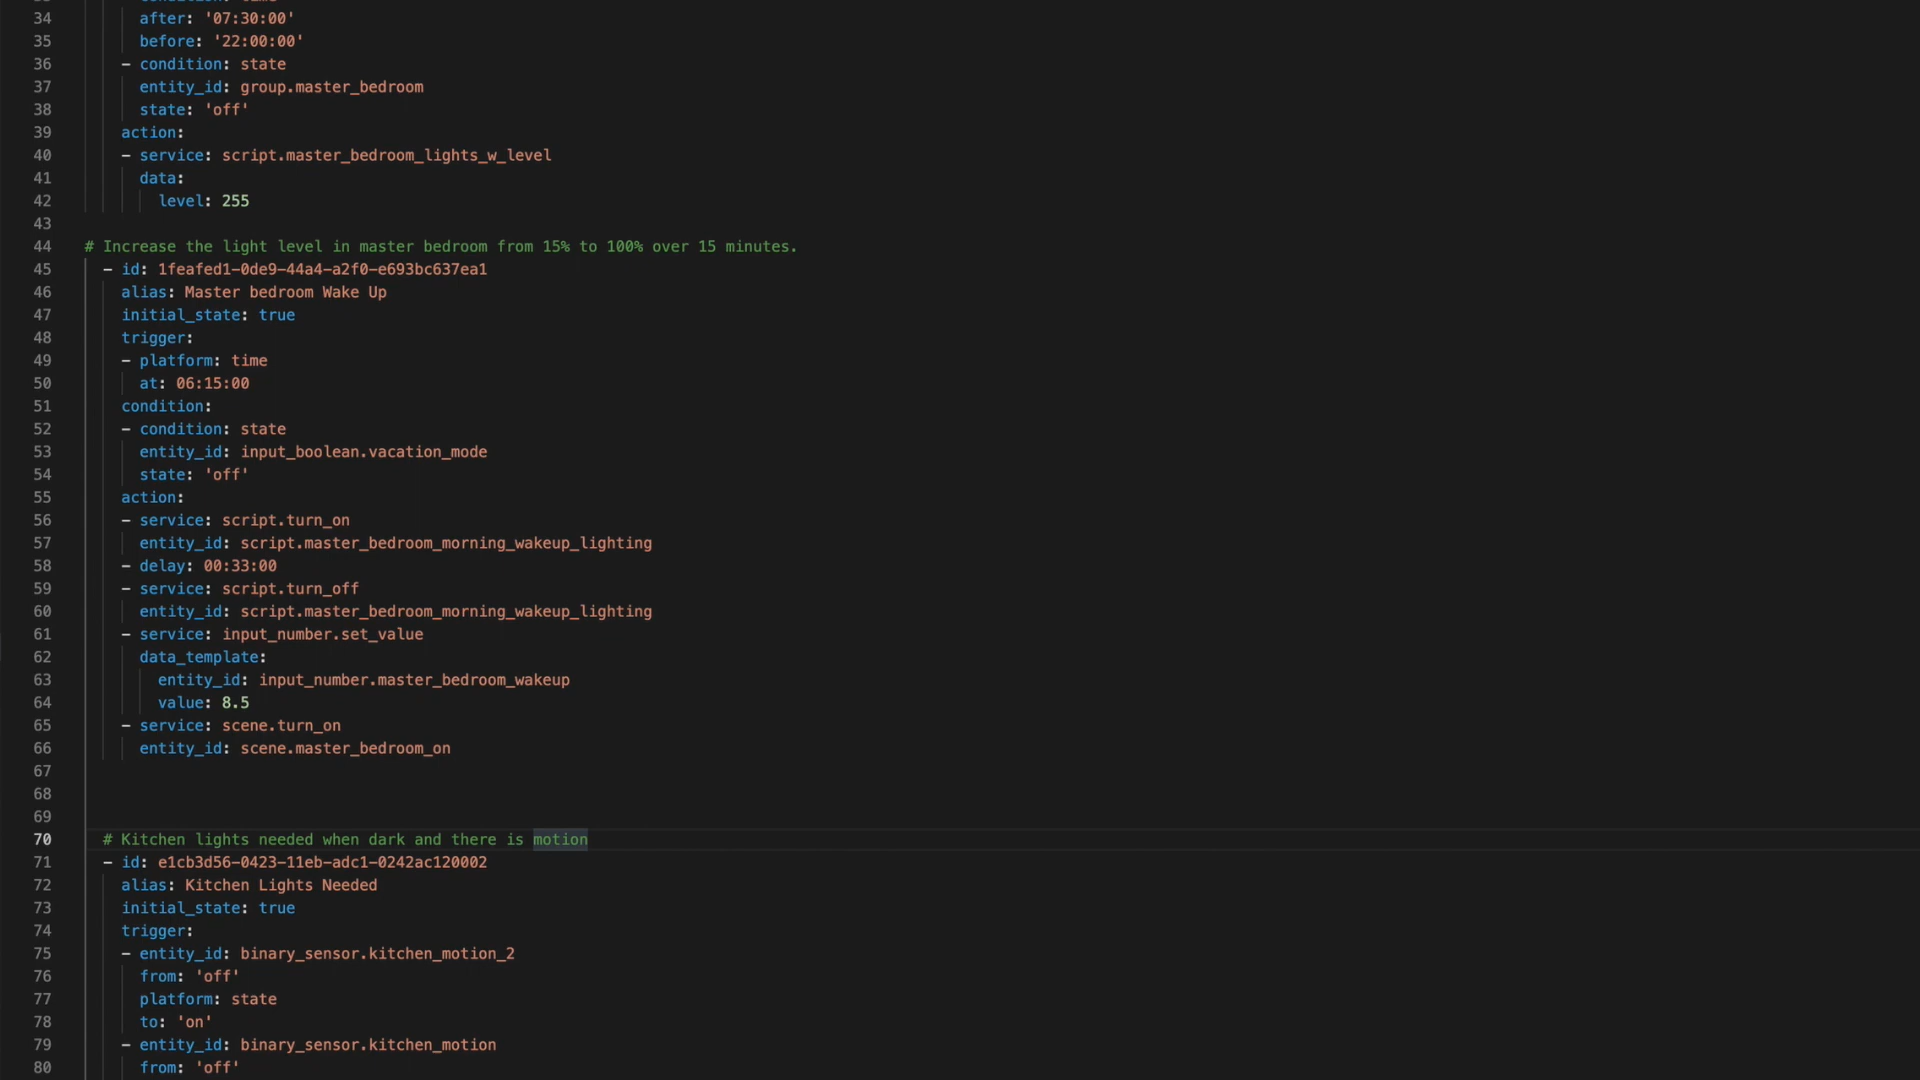 34 after: '07:30:00'
35 before: '22:00:00'
36 - condition: state
37 entity_id: group.master_bedroom
38 state: 'off'
39 action:
40 - service: script.master_bedroom_lights_w_level
41 data:
42 level: 255
43
44 # Increase the light level in master bedroom from 15% to 100% over 15 minutes.
45 - id: 1feafed1-0de9-44a4-a2f0-e693bc637ea1
46 alias: Master bedroom Wake Up
47 initial_state: true
48 trigger:
49 - platform: time
50 at: 06:15:00
51 condition:
52 - condition: state
53 entity_id: input_boolean.vacation_mode
54 state: 'off'
55 action:
56 - service: script.turn_on
57 entity_id: script.master_bedroom_morning_wakeup_lighting
58 - delay: 00:33:00
59 - service: script.turn_off
60 entity_id: script.master_bedroom_morning_wakeup_lighting
61 - service: input_number.set_value
62 data_template:
63 entity_id: input_number.master_bedroom_wakeup
64 value: 8.5
65 - service: scene.turn_on
66 entity_id: scene.master_bedroom_on
67
68
69
70 # Kitchen lights needed when dark and there is motion
71 - id: e1cb3d56-0423-11eb-adc1-0242ac120002
72 alias: Kitchen Lights Needed
73 initial_state: true
74 trigger:
75 - entity_id: binary_sensor.kitchen_motion_2
76 from: 'off'
77 platform: state
78 to: 'on'
79 - entity_id: binary_sensor.kitchen_motion
80 from: 'off'